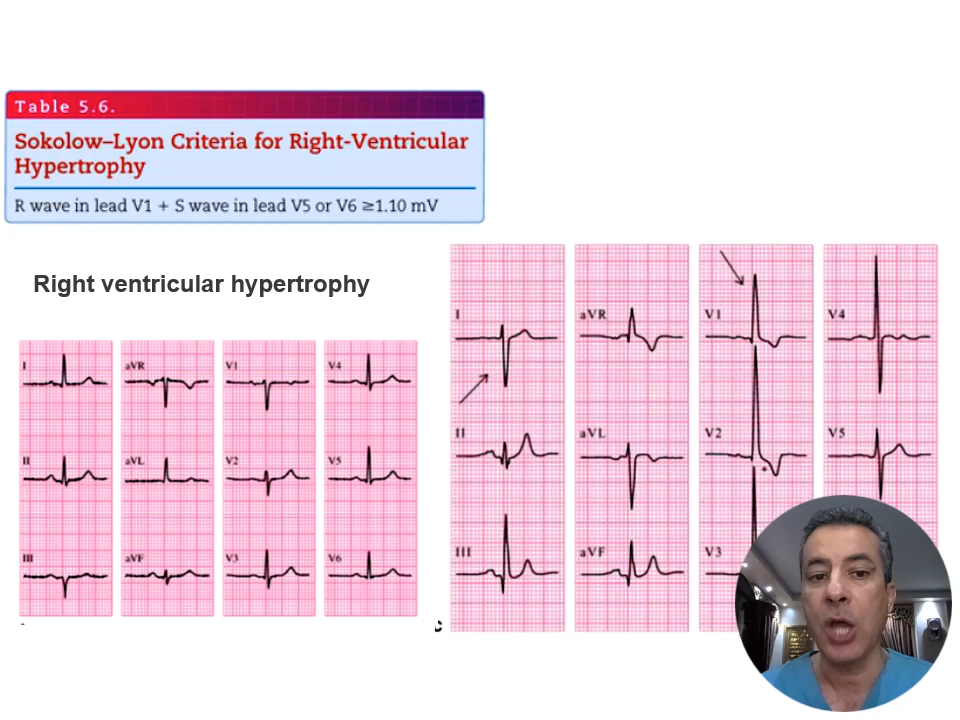 Table 5.6.
Sokolow–Lyon Criteria for Right-Ventricular
Hypertrophy
R wave in lead V1 + S wave in lead V5 or V6 ≥1.10 mV
Right ventricular hypertrophy
I aVR V1 V4
II aVL V2 V5
III aVF V3 V6
I aVR V1 V4
II aVL V2 V5
III aVF V3
c